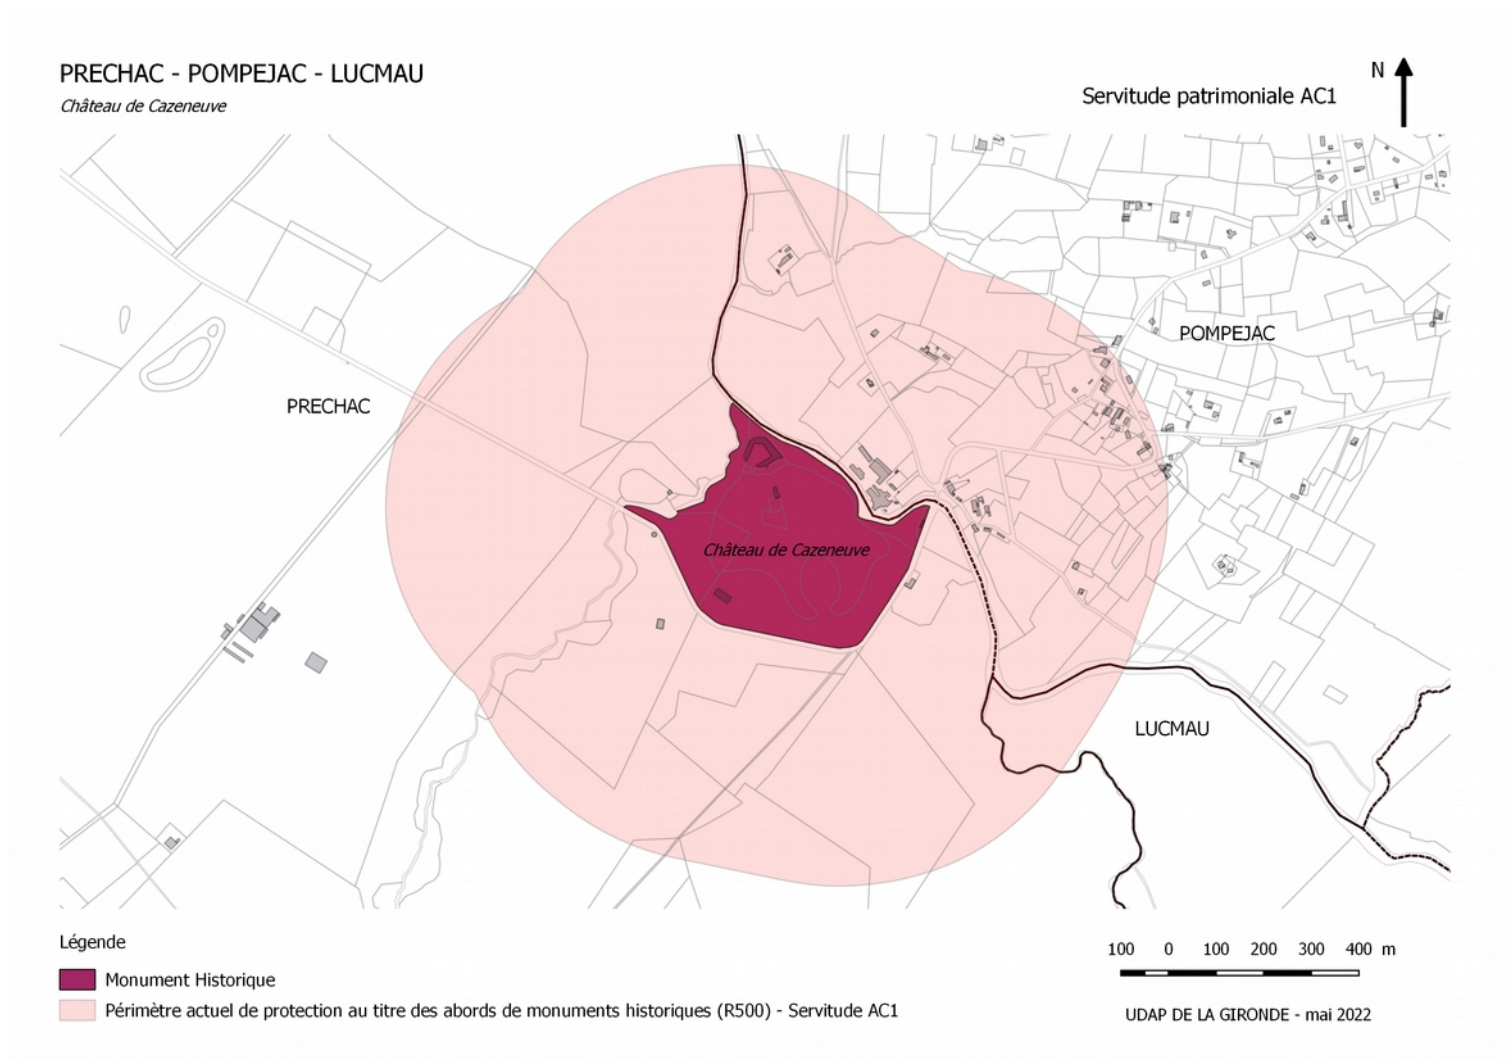 PRECHAC - POMPEJAC - LUCMAU
Château de Cazeneuve
N
Servitude patrimoniale AC1
POMPEJAC
PRECHAC
Château de Cazeneuve
LUCMAU
Légende
Monument Historique
Périmètre actuel de protection au titre des abords de monuments historiques (R500) - Servitude AC1
100 0 100 200 300 400 m
UDAP DE LA GIRONDE - mai 2022